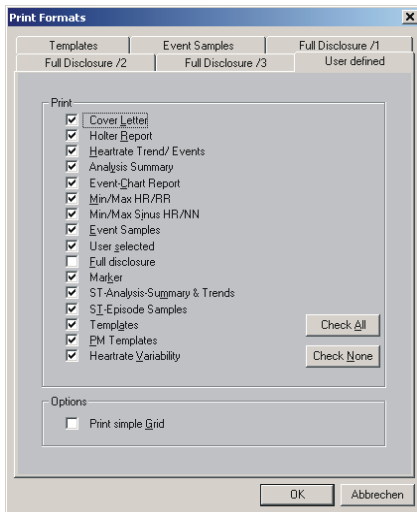 Print Formats
Templates
Event Samples
Full Disclosure /1
Full Disclosure /2
Full Disclosure /3
User defined
Print
Cover Letter
Holter Report
Heartrate Trend/ Events
Analysis Summary
Event-Chart Report
Min/Max HR/RR
Min/Max Sinus HR/NN
Event Samples
User selected
Full disclosure
Marker
ST-Analysis-Summary & Trends
ST-Episode Samples
Templates
PM Templates
Heartrate Variability
Check All
Check None
Options
Print simple Grid
OK
Abbrechen